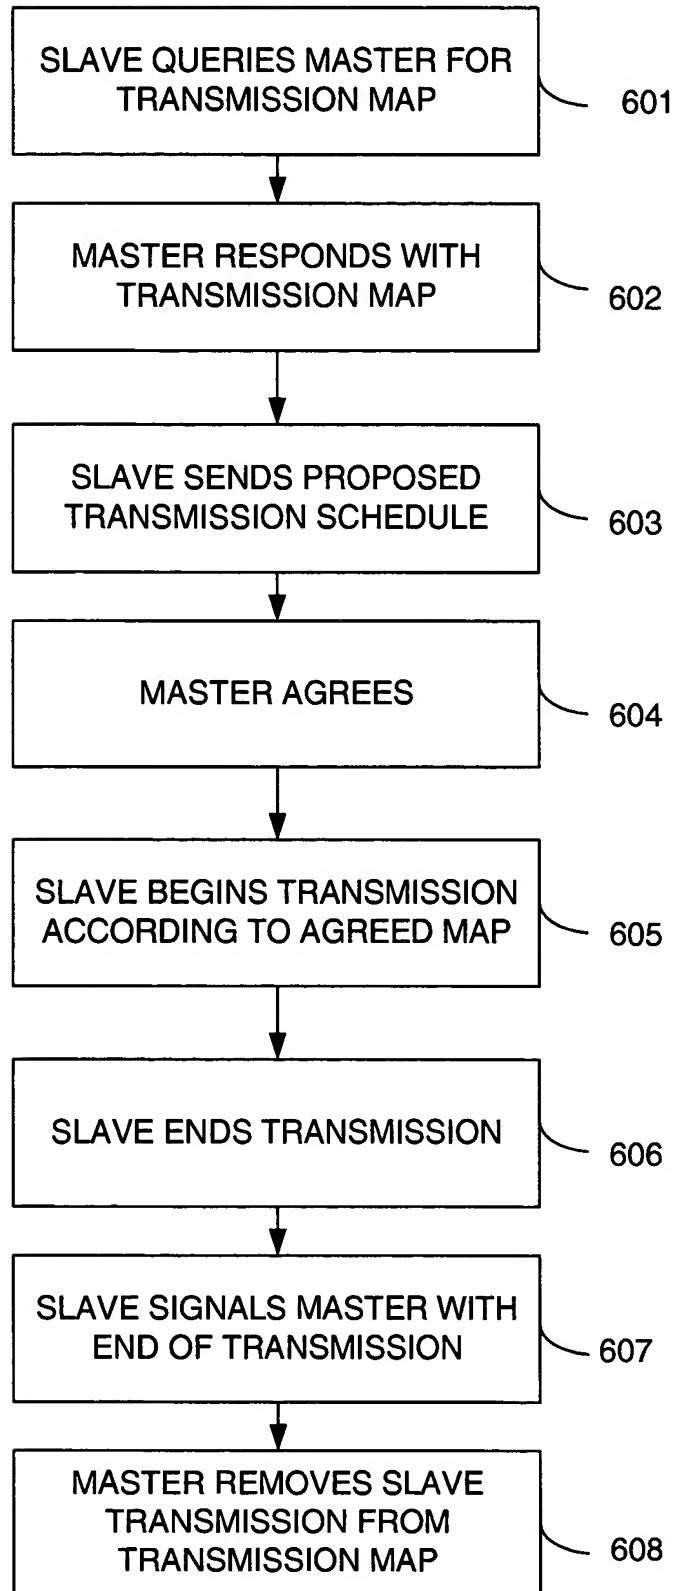 SLAVE QUERIES MASTER FOR
TRANSMISSION MAP
601
MASTER RESPONDS WITH
TRANSMISSION MAP
602
SLAVE SENDS PROPOSED
TRANSMISSION SCHEDULE
603
MASTER AGREES
604
SLAVE BEGINS TRANSMISSION
ACCORDING TO AGREED MAP
605
SLAVE ENDS TRANSMISSION
606
SLAVE SIGNALS MASTER WITH
END OF TRANSMISSION
607
MASTER REMOVES SLAVE
TRANSMISSION FROM
TRANSMISSION MAP
608